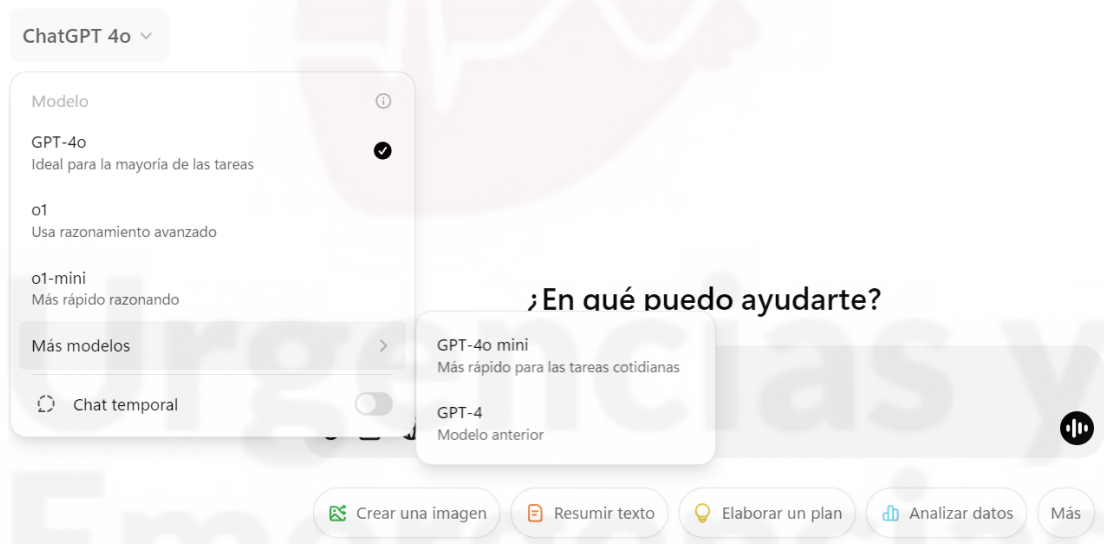 ChatGPT 4o
Modelo
GPT-4o
Ideal para la mayoría de las tareas
o1
Usa razonamiento avanzado
o1-mini
Más rápido razonando
Más modelos
Chat temporal
¿En qué puedo ayudarte?
GPT-4o mini
Más rápido para las tareas cotidianas
GPT-4
Modelo anterior
Crear una imagen
Resumir texto
Elaborar un plan
Analizar datos
Más
Urgencias y
Emergencias